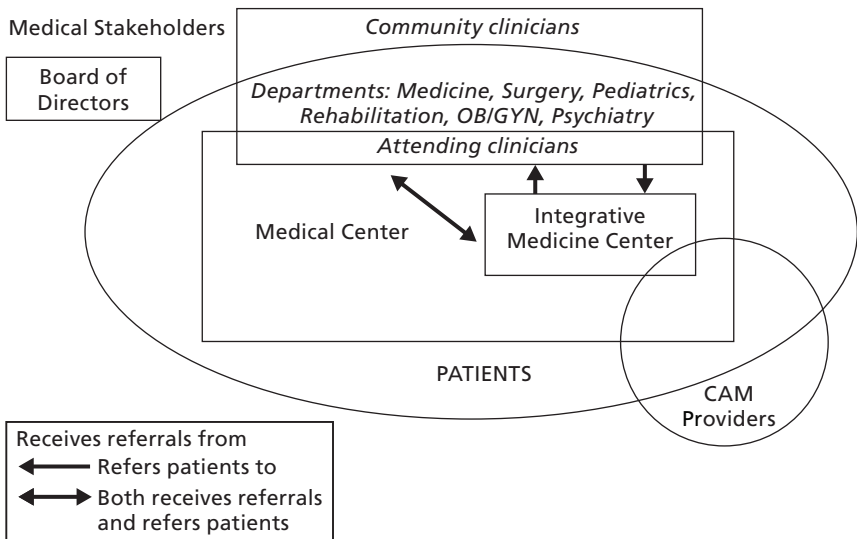 Medical Stakeholders
Community clinicians
Board of
Directors
Departments: Medicine, Surgery, Pediatrics,
Rehabilitation, OB/GYN, Psychiatry
Attending clinicians
Medical Center
Integrative
Medicine Center
PATIENTS
CAM
Providers
Receives referrals from
Refers patients to
Both receives referrals
and refers patients